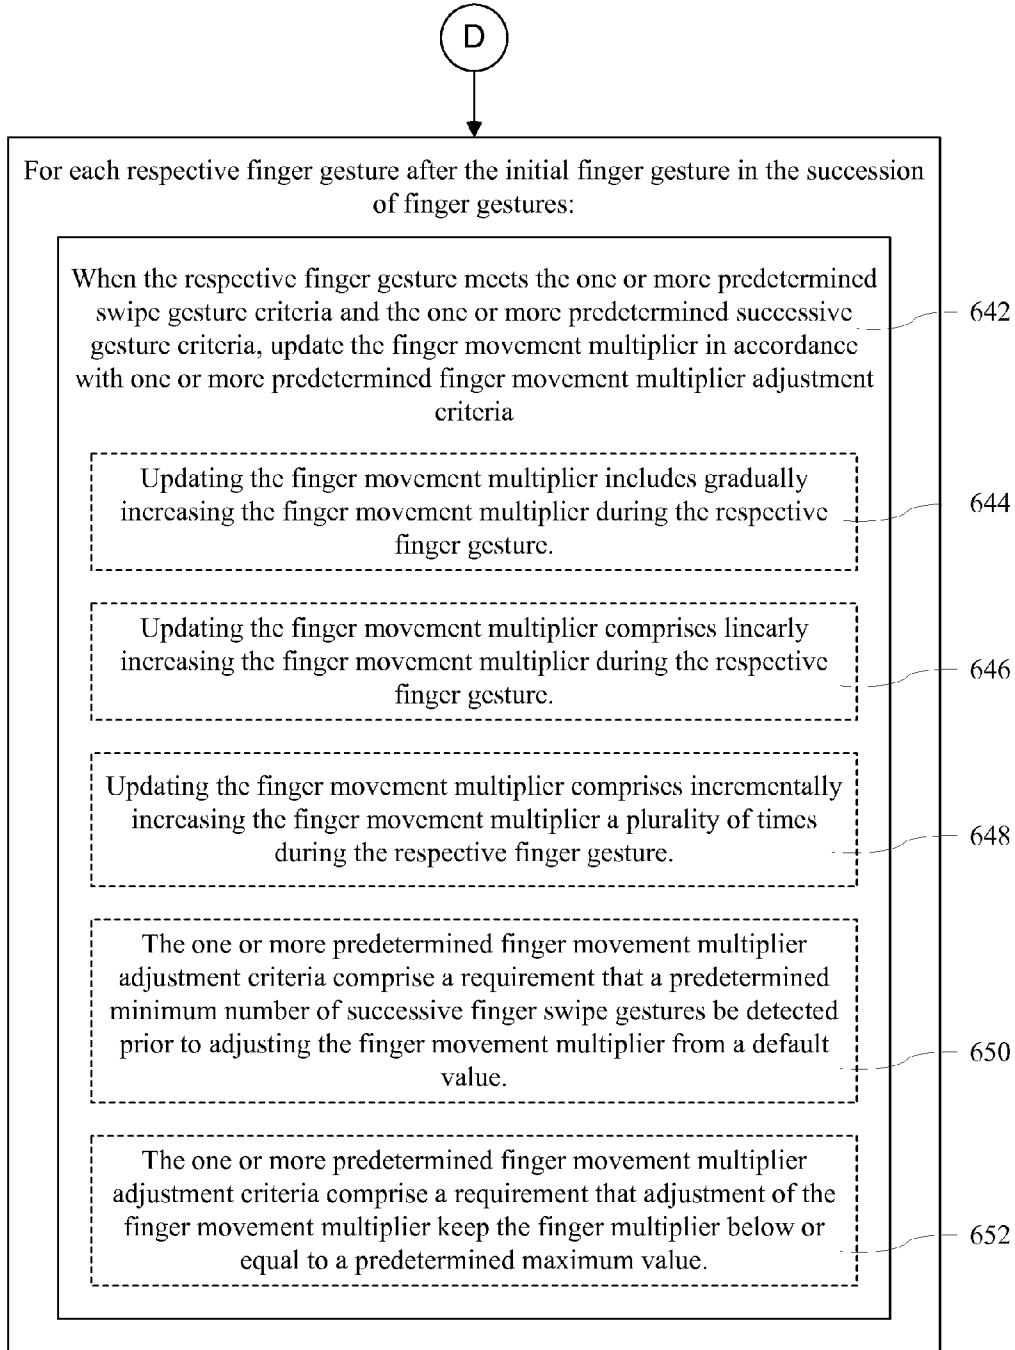 D
For each respective finger gesture after the initial finger gesture in the succession
of finger gestures:
When the respective finger gesture meets the one or more predetermined
swipe gesture criteria and the one or more predetermined successive
gesture criteria, update the finger movement multiplier in accordance
with one or more predetermined finger movement multiplier adjustment
criteria
642
Updating the finger movement multiplier includes gradually
increasing the finger movement multiplier during the respective
finger gesture.
644
Updating the finger movement multiplier comprises linearly
increasing the finger movement multiplier during the respective
finger gesture.
646
Updating the finger movement multiplier comprises incrementally
increasing the finger movement multiplier a plurality of times
during the respective finger gesture.
648
The one or more predetermined finger movement multiplier
adjustment criteria comprise a requirement that a predetermined
minimum number of successive finger swipe gestures be detected
prior to adjusting the finger movement multiplier from a default
value.
650
The one or more predetermined finger movement multiplier
adjustment criteria comprise a requirement that adjustment of the
finger movement multiplier keep the finger multiplier below or
equal to a predetermined maximum value.
652